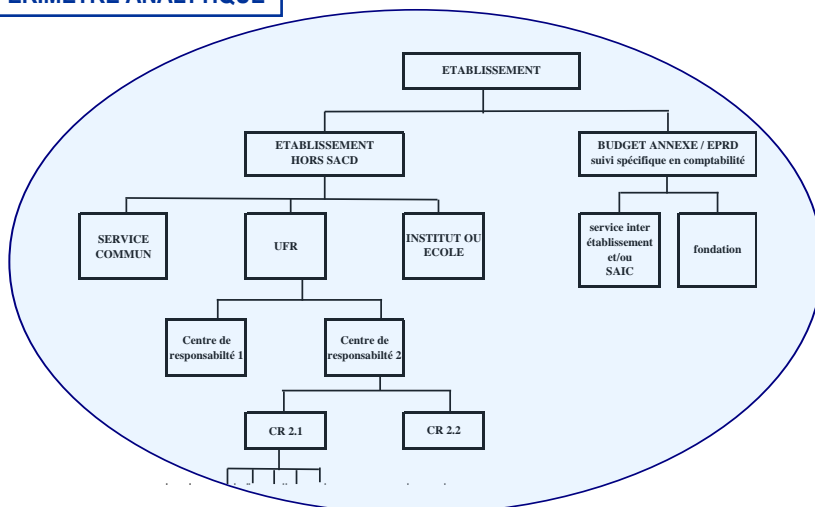 ERIMETRE ANALYTIQUE
ETABLISSEMENT
ETABLISSEMENT
HORS SACD
BUDGET ANNEXE / EPRD
suivi spécifique en comptabilité
SERVICE
COMMUN
UFR
INSTITUT OU
ECOLE
service inter
établissement
et/ou
SAIC
fondation
Centre de
responsabilté 1
Centre de
responsabilté 2
CR 2.1
CR 2.2